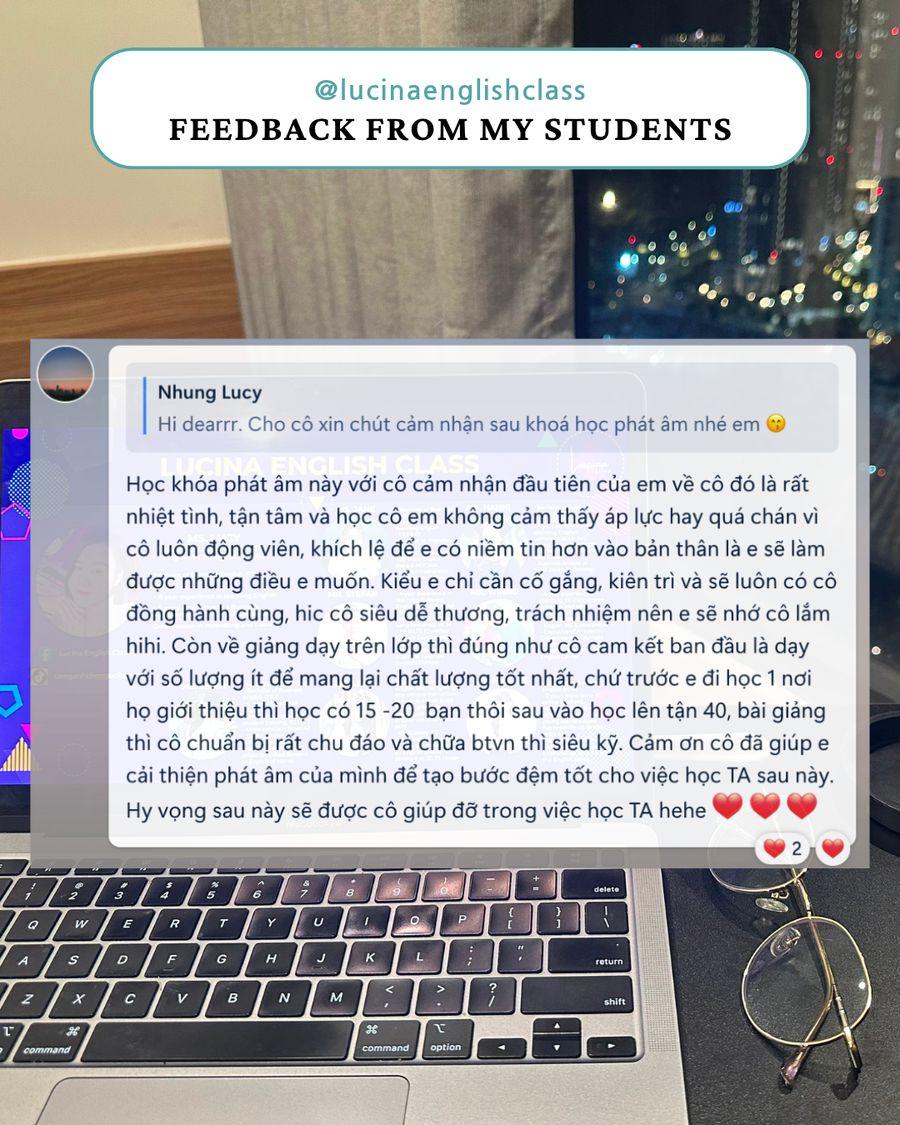 @lucinaenglishclass
FEEDBACK FROM MY STUDENTS
Nhung Lucy
Hi dearrr. Cho cô xin chút cảm nhận sau khoá học phát âm nhé em 😙
LUCINA ENGLISH CLASS
Học khóa phát âm này với cô cảm nhận đầu tiên của em về cô đó là rất
nhiệt tình, tận tâm và học cô em không cảm thấy áp lực hay quá chán vì
cô luôn động viên, khích lệ để e có niềm tin hơn vào bản thân là e sẽ làm
được những điều e muốn. Kiểu e chỉ cần cố gắng, kiên trì và sẽ luôn có cô
đồng hành cùng, hic cô siêu dễ thương, trách nhiệm nên e sẽ nhớ cô lắm
hihi. Còn về giảng dạy trên lớp thì đúng như cô cam kết ban đầu là dạy
với số lượng ít để mang lại chất lượng tốt nhất, chứ trước e đi học 1 nơi
họ giới thiệu thì học có 15 -20 bạn thôi sau vào học lên tận 40, bài giảng
thì cô chuẩn bị rất chu đáo và chữa btvn thì siêu kỹ. Cảm ơn cô đã giúp e
cải thiện phát âm của mình để tạo bước đệm tốt cho việc học TA sau này.
Hy vọng sau này sẽ được cô giúp đỡ trong việc học TA hehe ❤️ ❤️ ❤️
❤️ 2 ❤️
! 1 @ 2 # 3 $ 4 % 5 ^ 6 & 7 * 8 ( 9 ) 0 - + = delete
Q W E R T Y U I O P { [ } ] | \
A S D F G H J K L : ; " ' return
Z X C V B N M < , > . ? / shift
command command option